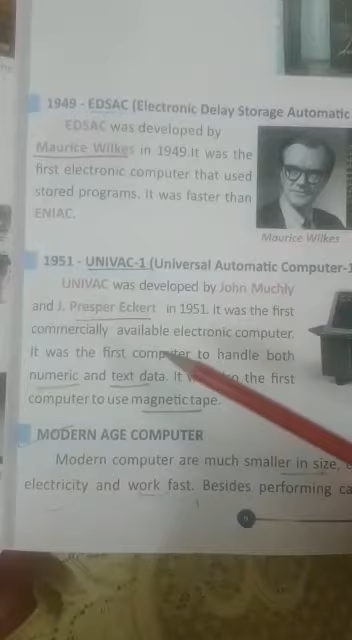 1949 - EDSAC (Electronic Delay Storage Automatic
EDSAC was developed by
Maurice Wilkes in 1949.It was the
first electronic computer that used
stored programs. It was faster than
ENIAC.
Maurice Wilkes
1951 - UNIVAC-1 (Universal Automatic Computer-1
UNIVAC was developed by John Muchly
and J. Presper Eckert in 1951. It was the first
commercially available electronic computer.
It was the first computer to handle both
numeric and text data. It the first
computer to use magnetic tape.
MODERN AGE COMPUTER
Modern computer are much smaller in size,
electricity and work fast. Besides performing ca